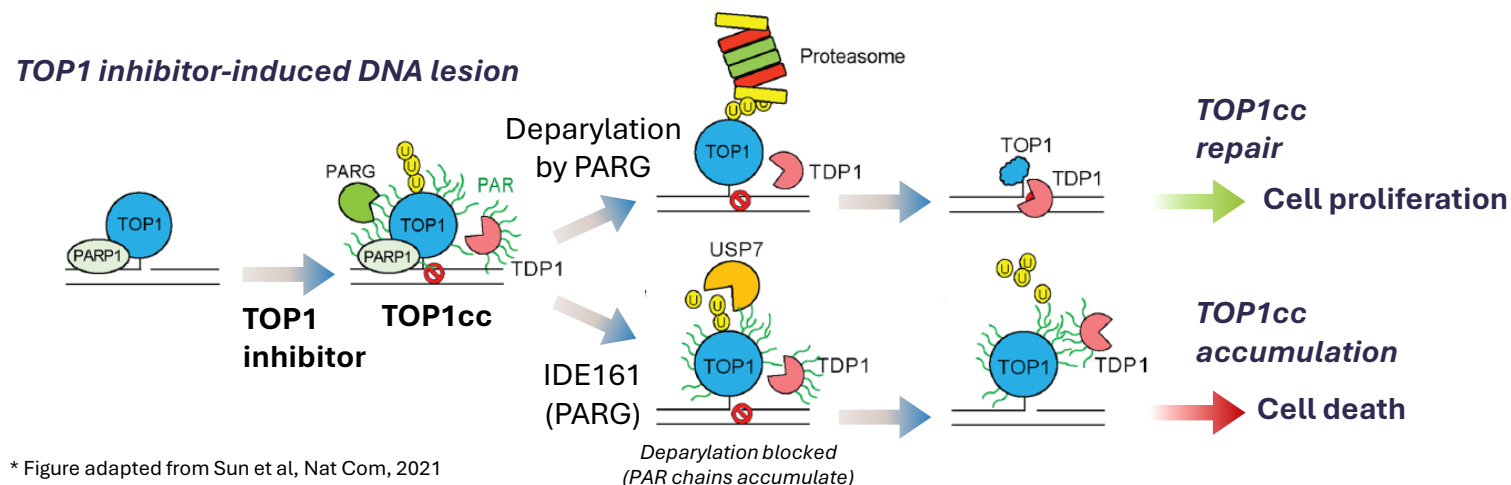 TOP1 inhibitor-induced DNA lesion
TOP1
PARP1
TOP1
inhibitor
PARG
U
U
U
PAR
TOP1
PARP1
TDP1
TOP1cc
Deparylation
by PARG
Proteasome
U
U
U
TOP1
TDP1
TOP1
TDP1
TOP1cc
repair
Cell proliferation
IDE161
(PARG)
USP7
U
U
U
TOP1
TDP1
Deparylation blocked
(PAR chains accumulate)
U
U
U
U
TOP1
TDP1
TOP1cc
accumulation
Cell death
* Figure adapted from Sun et al, Nat Com, 2021